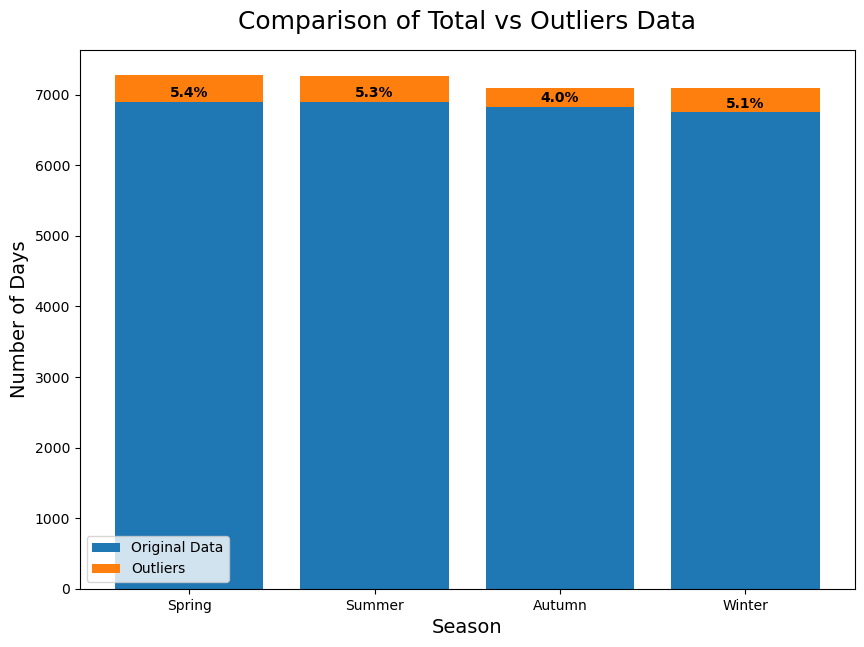 Comparison of Total vs Outliers Data
Number of Days
7000
6000
5000
4000
3000
2000
1000
0
5.4%
5.3%
4.0%
5.1%
Original Data
Outliers
Spring
Summer
Autumn
Winter
Season